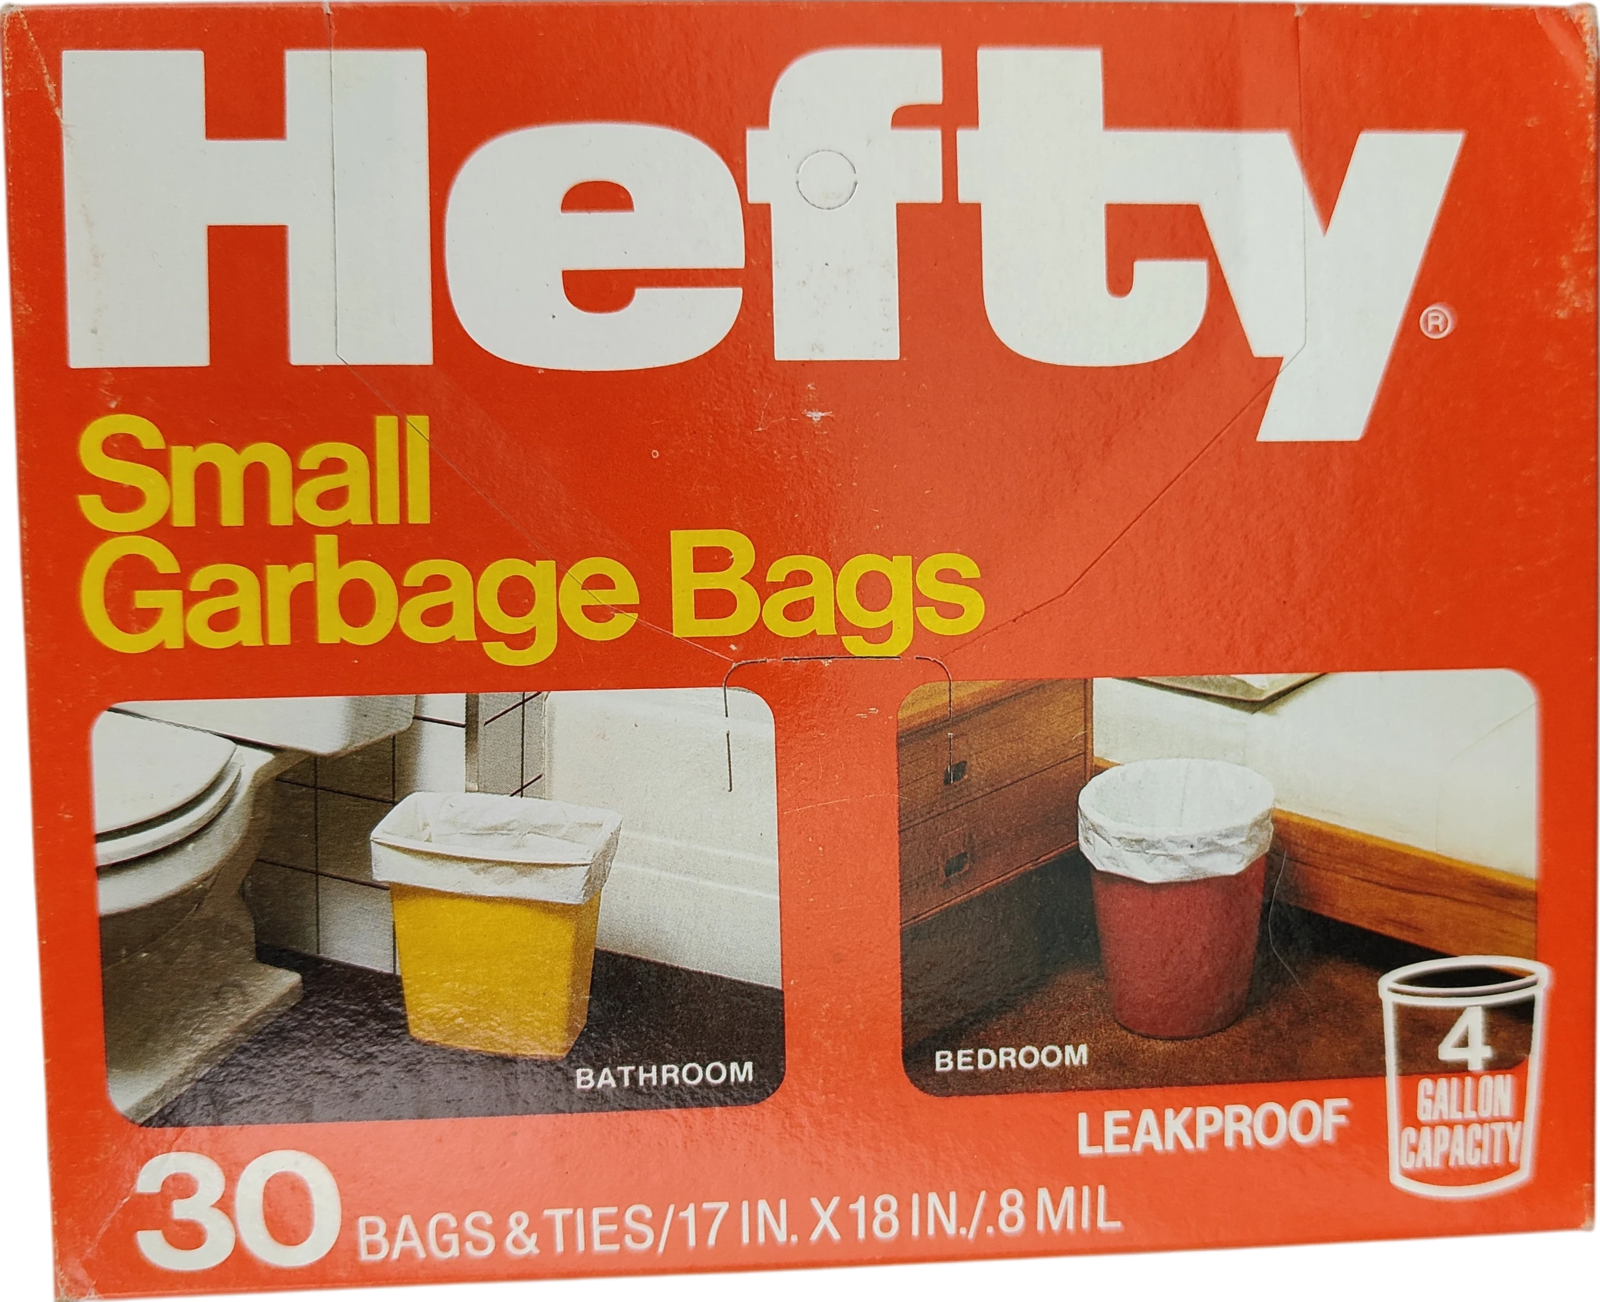 Hefty®
Small
Garbage Bags
BATHROOM
BEDROOM
LEAKPROOF
4
GALLON
CAPACITY
30 BAGS & TIES/17 IN. X 18 IN./.8 MIL